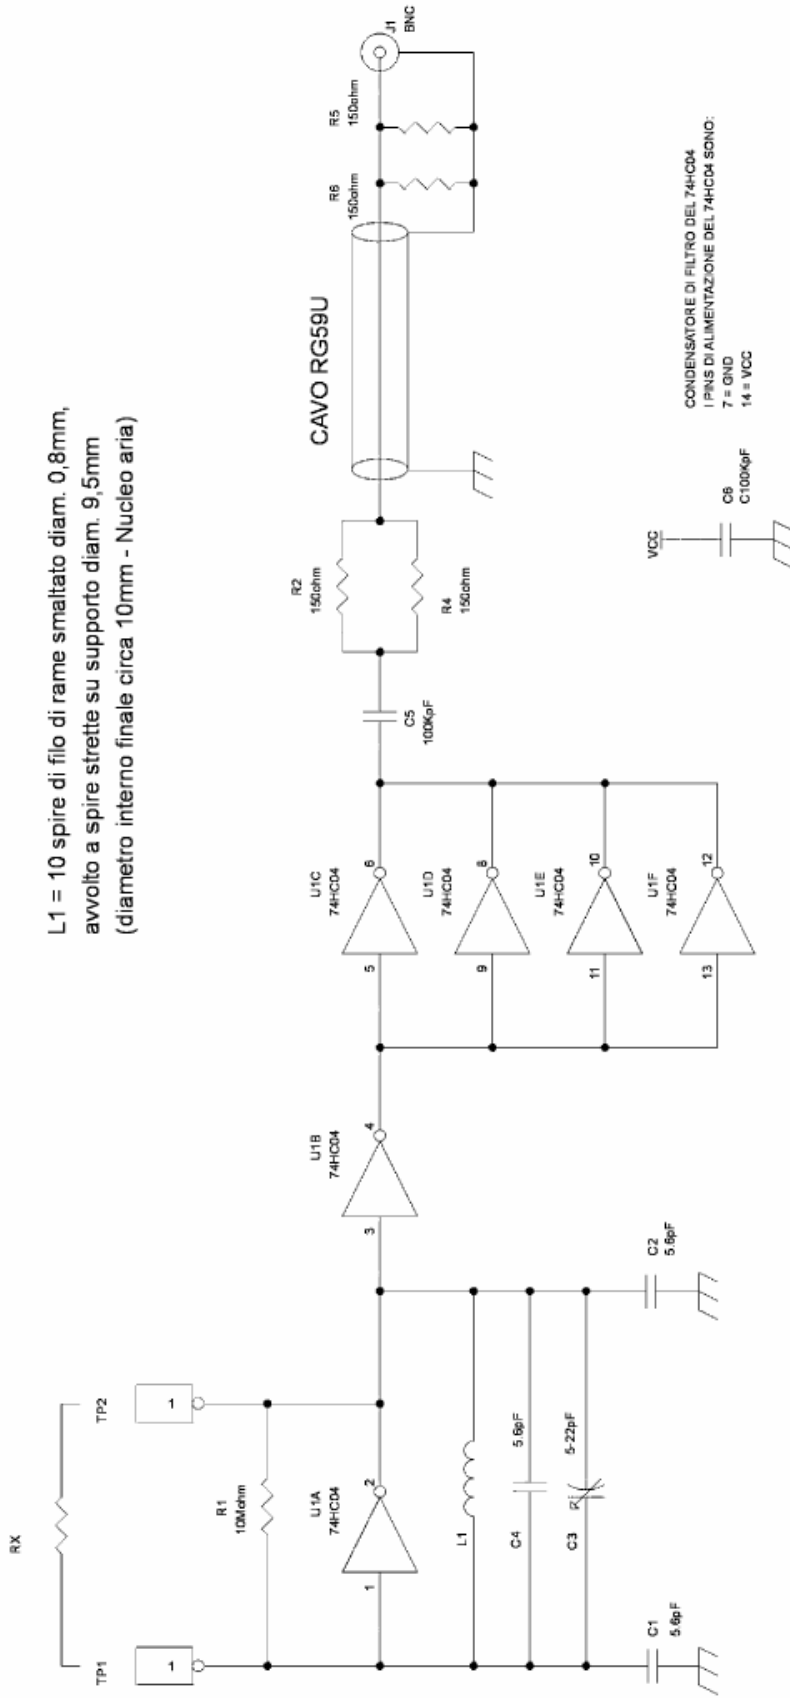 L1 = 10 spire di filo di rame smaltato diam. 0,8mm,
avvolto a spire strette su supporto diam. 9,5mm
(diametro interno finale circa 10mm - Nucleo aria)
RX
TP1
1
TP2
1
R1
10Mohm
U1A
74HC04
1
2
L1
C4
5.6pF
C3
5-22pF
C1
5.6pF
C2
5.6pF
U1B
74HC04
3
4
U1C
74HC04
5
6
U1D
74HC04
9
8
U1E
74HC04
11
10
U1F
74HC04
13
12
C5
100KpF
R2
150ohm
R4
150ohm
CAVO RG59U
R6
150ohm
R5
150ohm
J1
BNC
VCC
C6
C100KpF
CONDENSATORE DI FILTRO DEL 74HC04
I PINS DI ALIMENTAZIONE DEL 74HC04 SONO:
7 = GND
14 = VCC